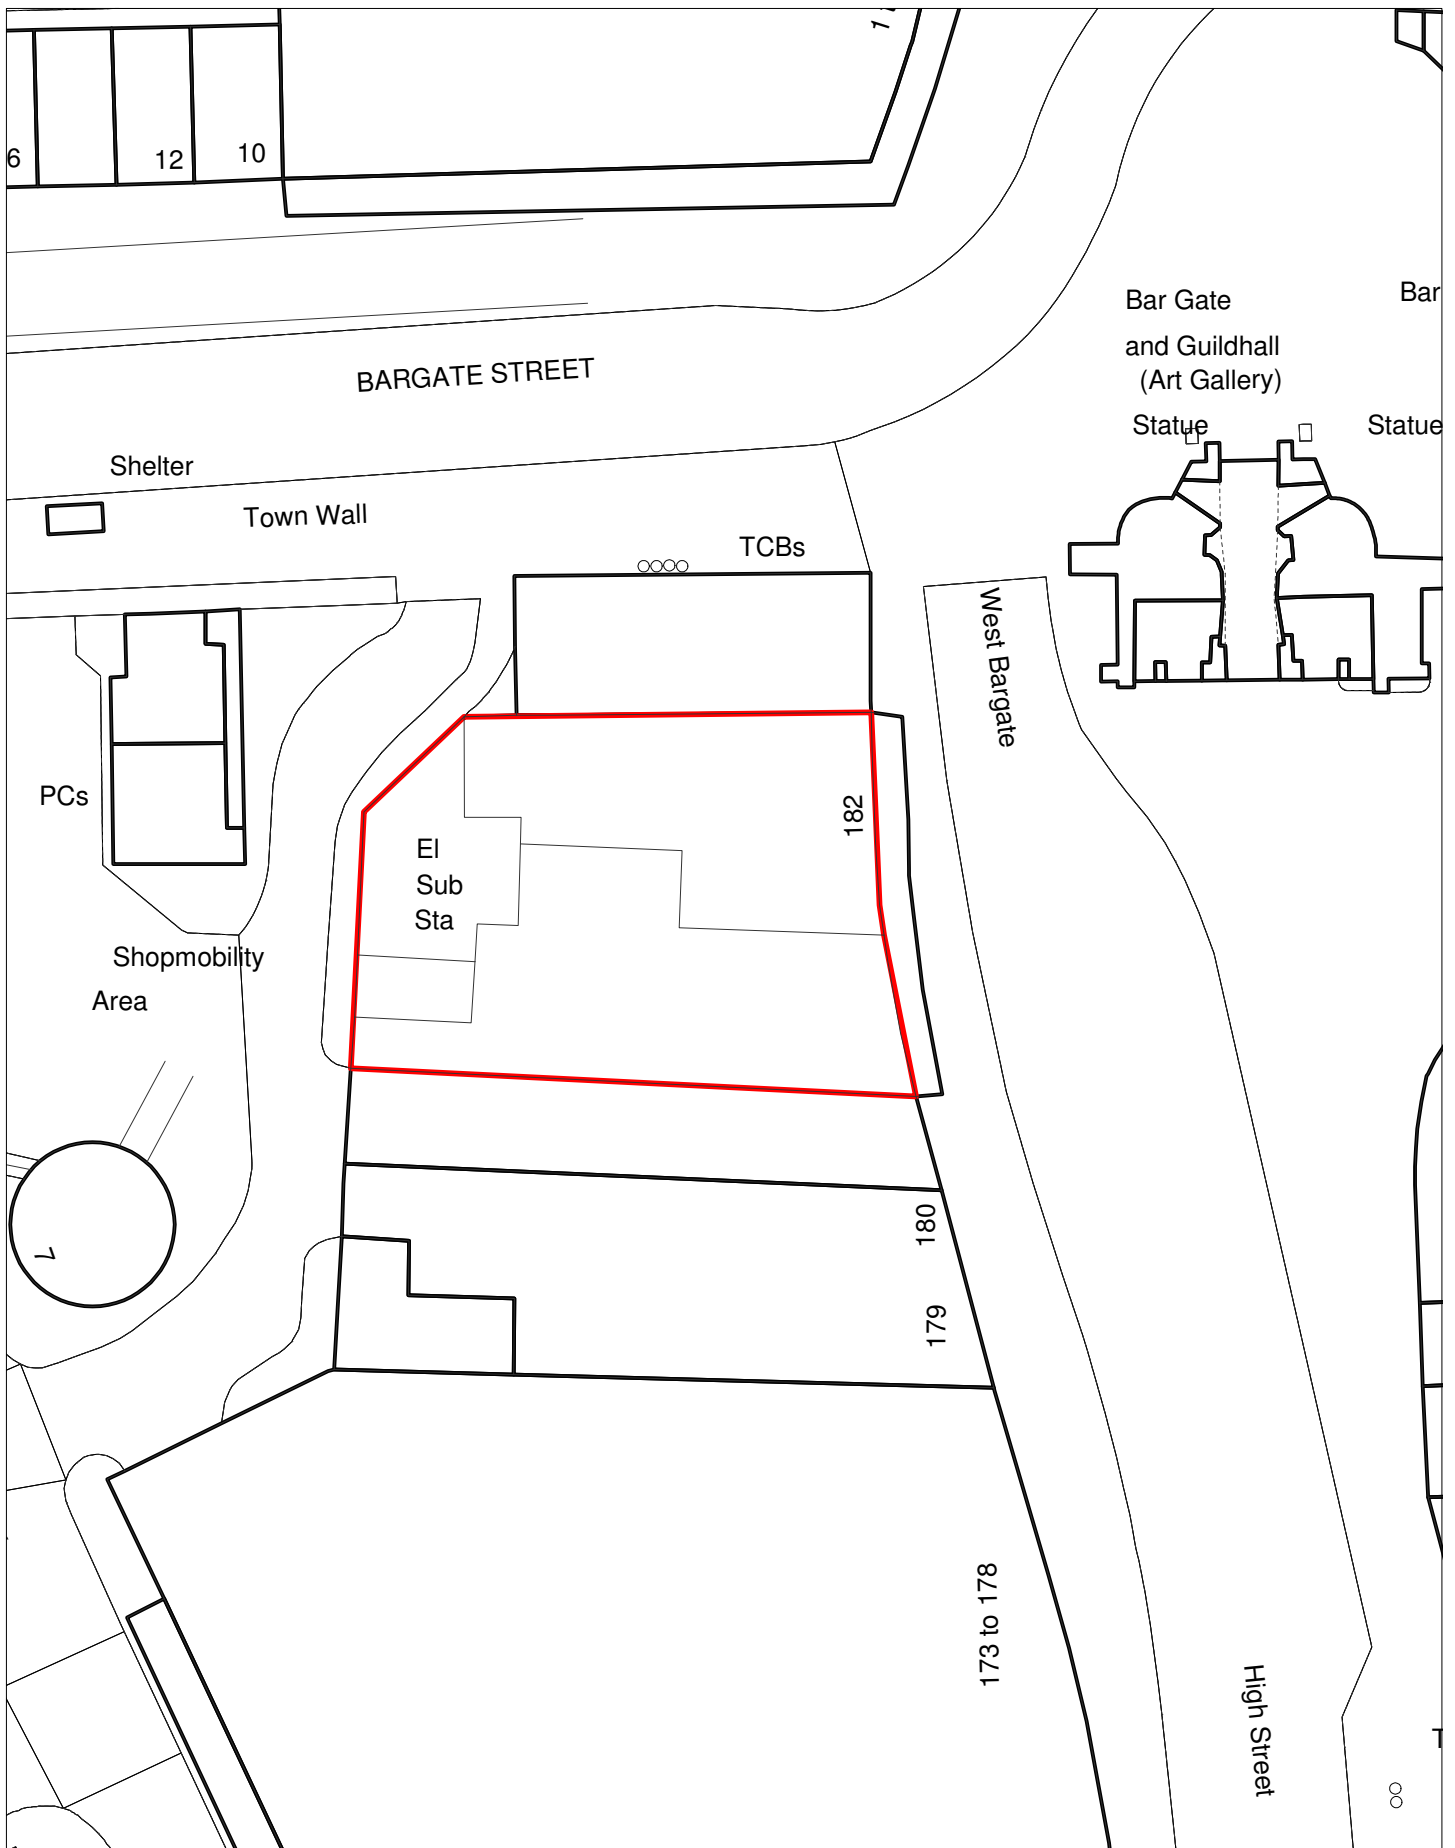 6
12
10
BARGATE STREET
Bar Gate
and Guildhall
(Art Gallery)
Statue
Bar
Statue
Shelter
Town Wall
TCBs
West Bargate
PCs
182
El
Sub
Sta
Shopmobility
Area
180
7
179
173 to 178
High Street